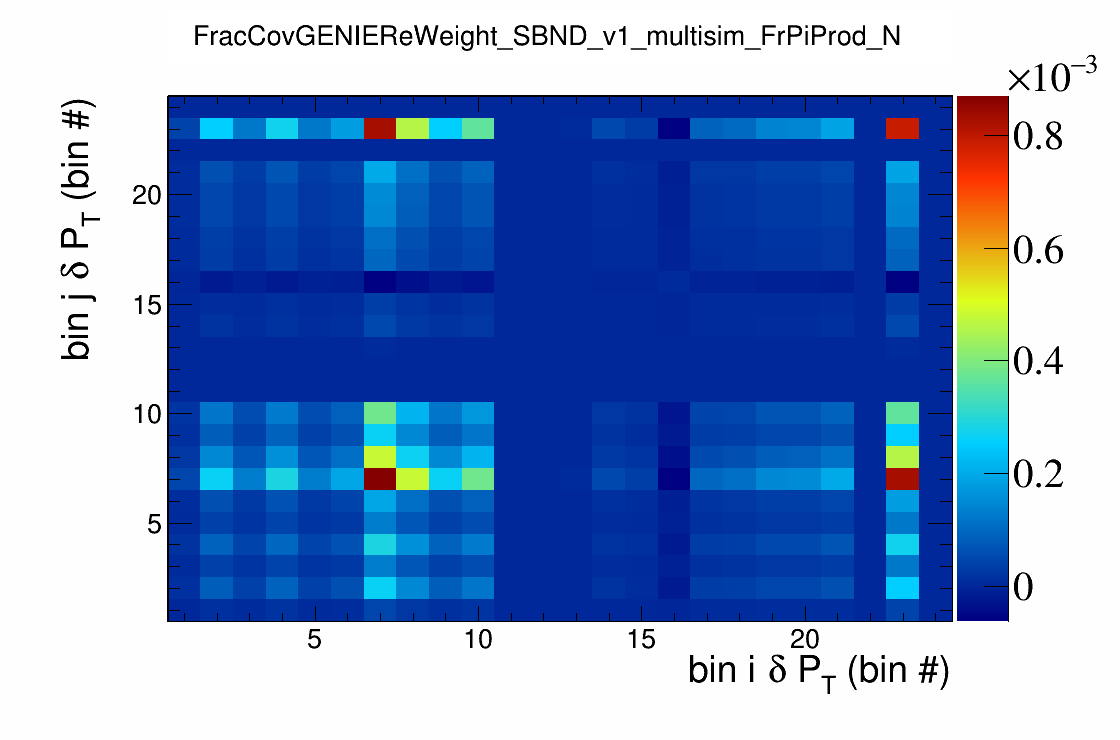 FracCovGENIEReWeight_SBND_v1_multisim_FrPiProd_N
×10⁻³
bin j δ P_T (bin #)
20
15
10
5
0.8
0.6
0.4
0.2
0
5 10 15 20
bin i δ P_T (bin #)